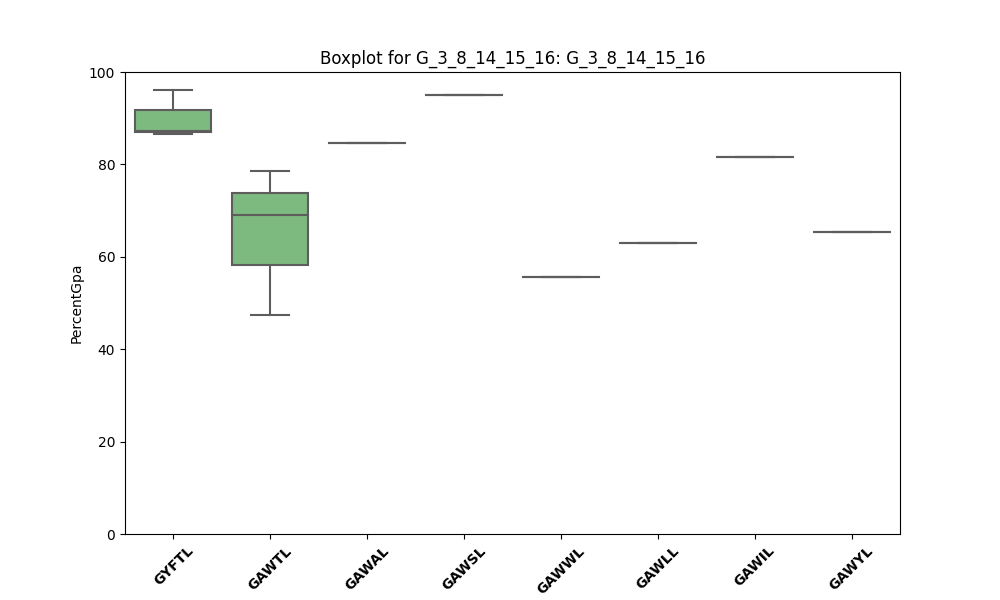 Boxplot for G_3_8_14_15_16: G_3_8_14_15_16
PercentGpa
100
80
60
40
20
0
GYFTL
GAWTL
GAWAL
GAWSL
GAWWL
GAWLL
GAWIL
GAWYL